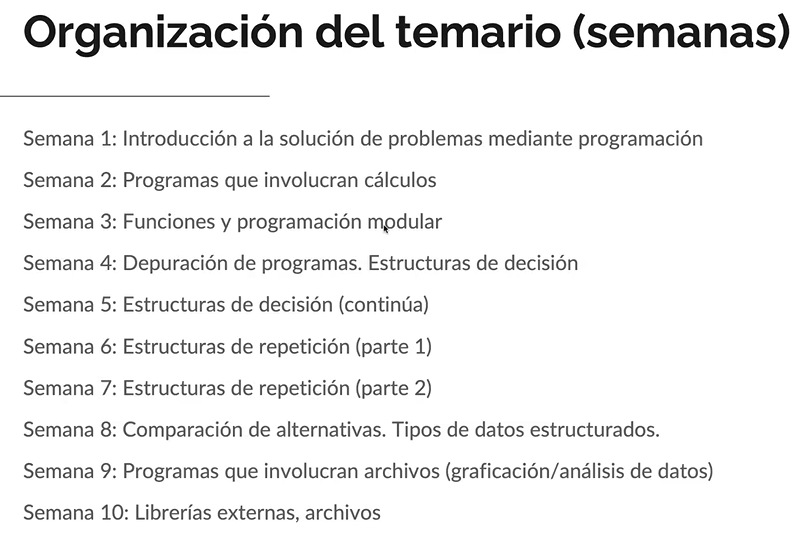 Organización del temario (semanas)
Semana 1: Introducción a la solución de problemas mediante programación
Semana 2: Programas que involucran cálculos
Semana 3: Funciones y programación modular
Semana 4: Depuración de programas. Estructuras de decisión
Semana 5: Estructuras de decisión (continúa)
Semana 6: Estructuras de repetición (parte 1)
Semana 7: Estructuras de repetición (parte 2)
Semana 8: Comparación de alternativas. Tipos de datos estructurados.
Semana 9: Programas que involucran archivos (graficación/análisis de datos)
Semana 10: Librerías externas, archivos